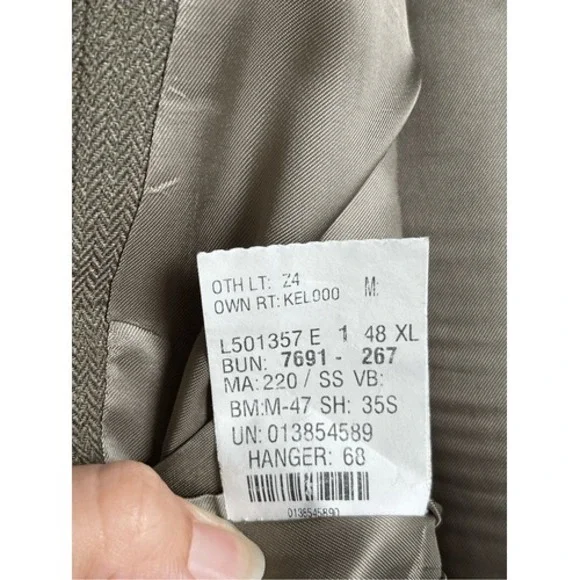 OTH LT: Z4 M:
OWN RT: KEL000
L501357 E 1 48 XL
BUN: 7691 - 267
MA: 220 / SS VB:
BM:M-47 SH: 35S
UN: 013854589
HANGER: 68
0138545890